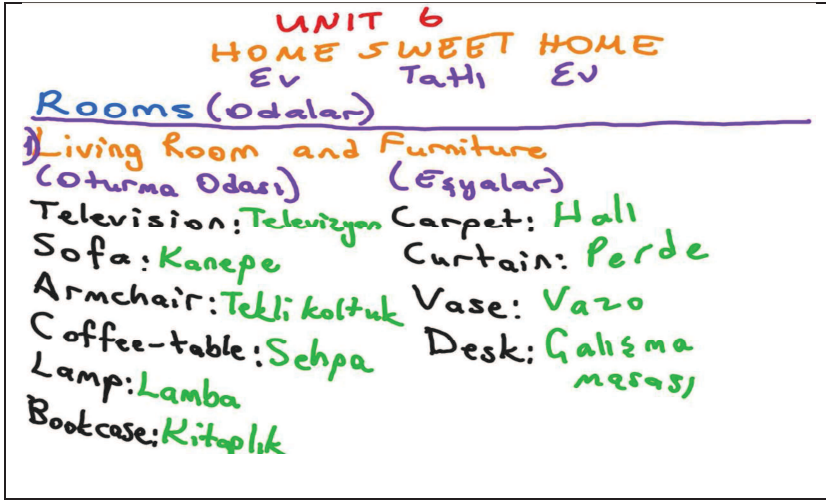 UNIT 6
HOME SWEET HOME
Ev Tatlı Ev
Rooms (Odalar)
1) Living Room and Furniture
(Oturma Odası) (Eşyalar)
Television: Televizyon Carpet: Halı
Sofa: Kanepe Curtain: Perde
Armchair: Tekli koltuk Vase: Vazo
Coffee-table: Sehpa Desk: Çalışma
masası
Lamp: Lamba
Bookcase: Kitaplık